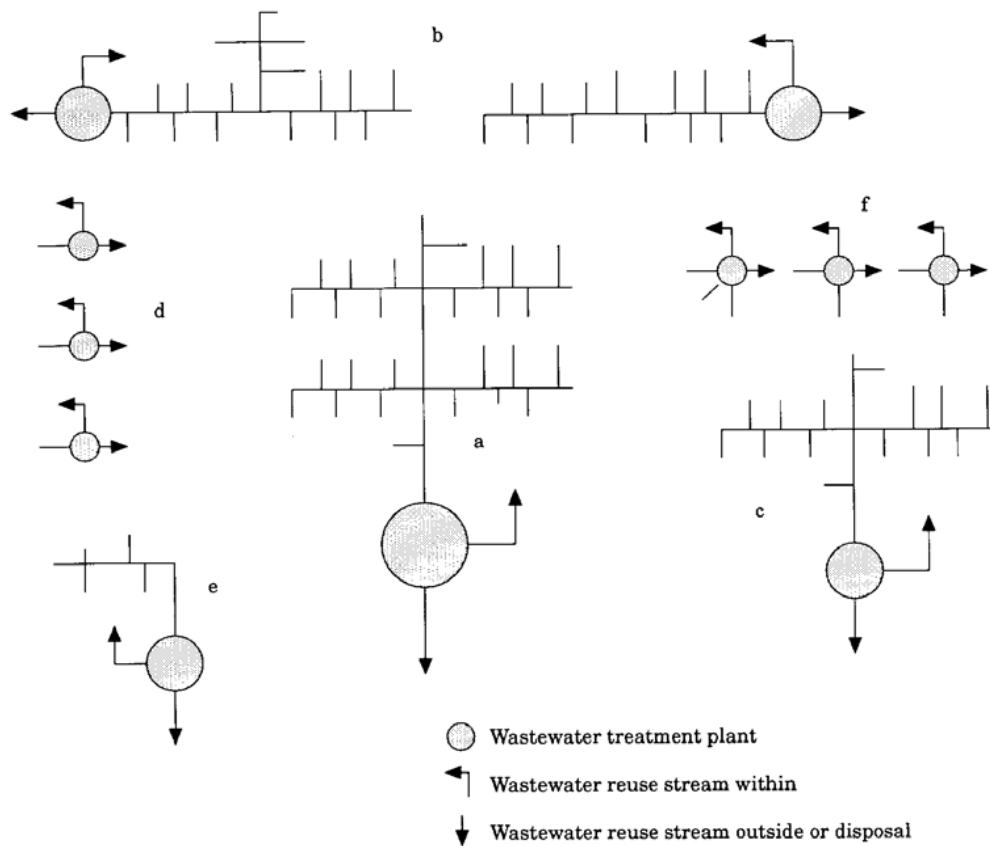 b
f
d
a
c
e
Wastewater treatment plant
Wastewater reuse stream within
Wastewater reuse stream outside or disposal